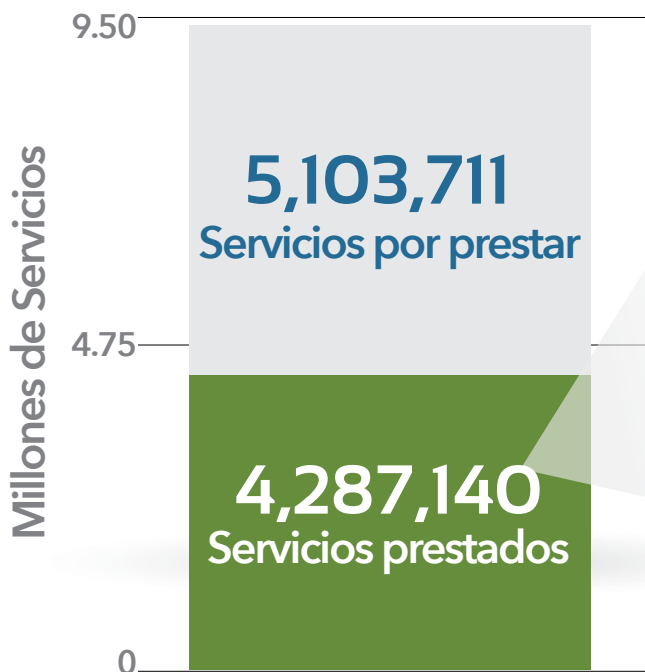 9.50
Millones de Servicios
5,103,711
Servicios por prestar
4.75
4,287,140
Servicios prestados
0